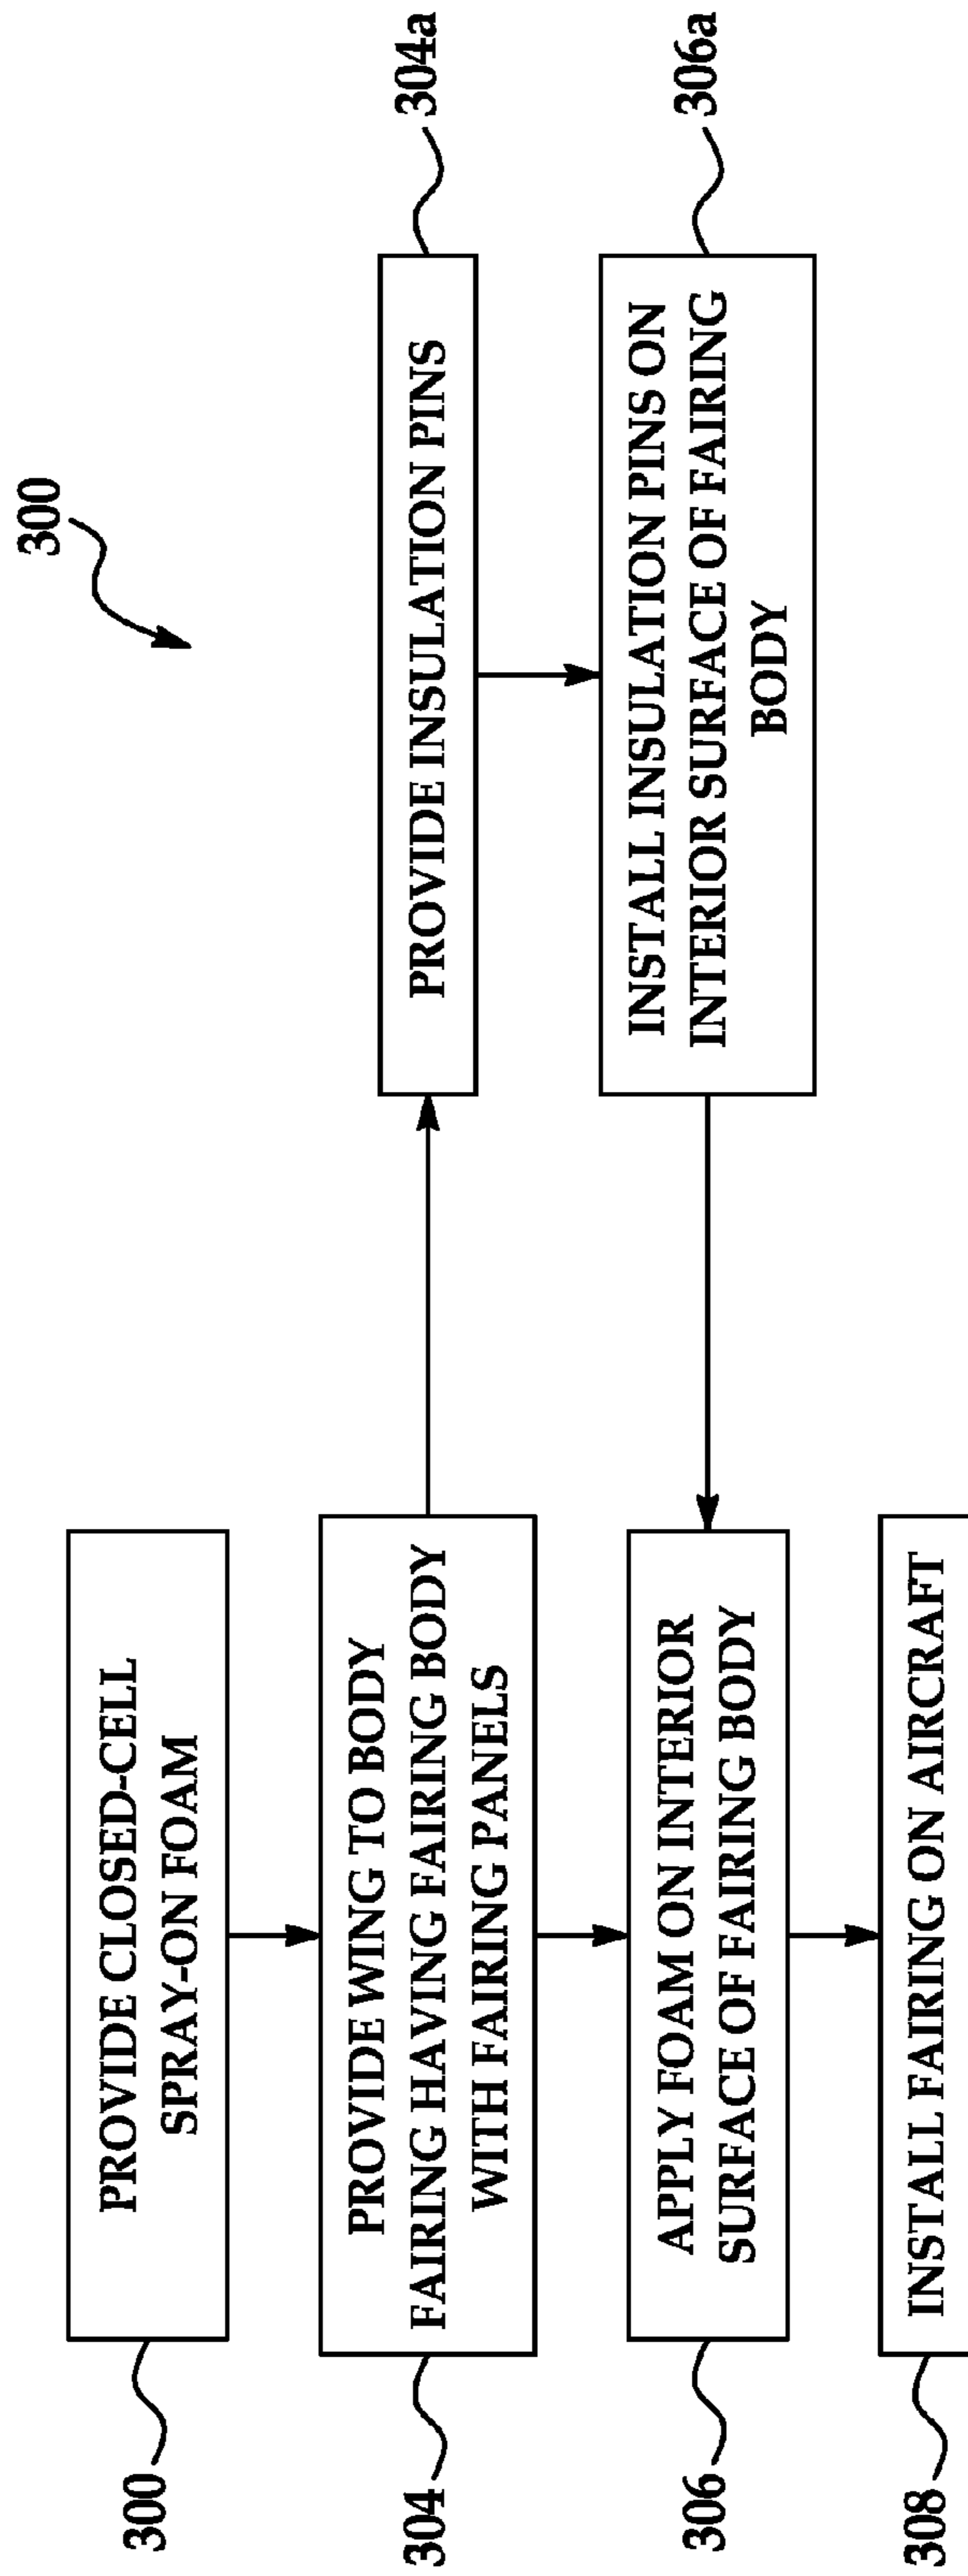 300
300
PROVIDE CLOSED-CELL
SPRAY-ON FOAM
304
PROVIDE WING TO BODY
FAIRING HAVING FAIRING BODY
WITH FAIRING PANELS
PROVIDE INSULATION PINS
304a
306
APPLY FOAM ON INTERIOR
SURFACE OF FAIRING BODY
INSTALL INSULATION PINS ON
INTERIOR SURFACE OF FAIRING
BODY
306a
308
INSTALL FAIRING ON AIRCRAFT